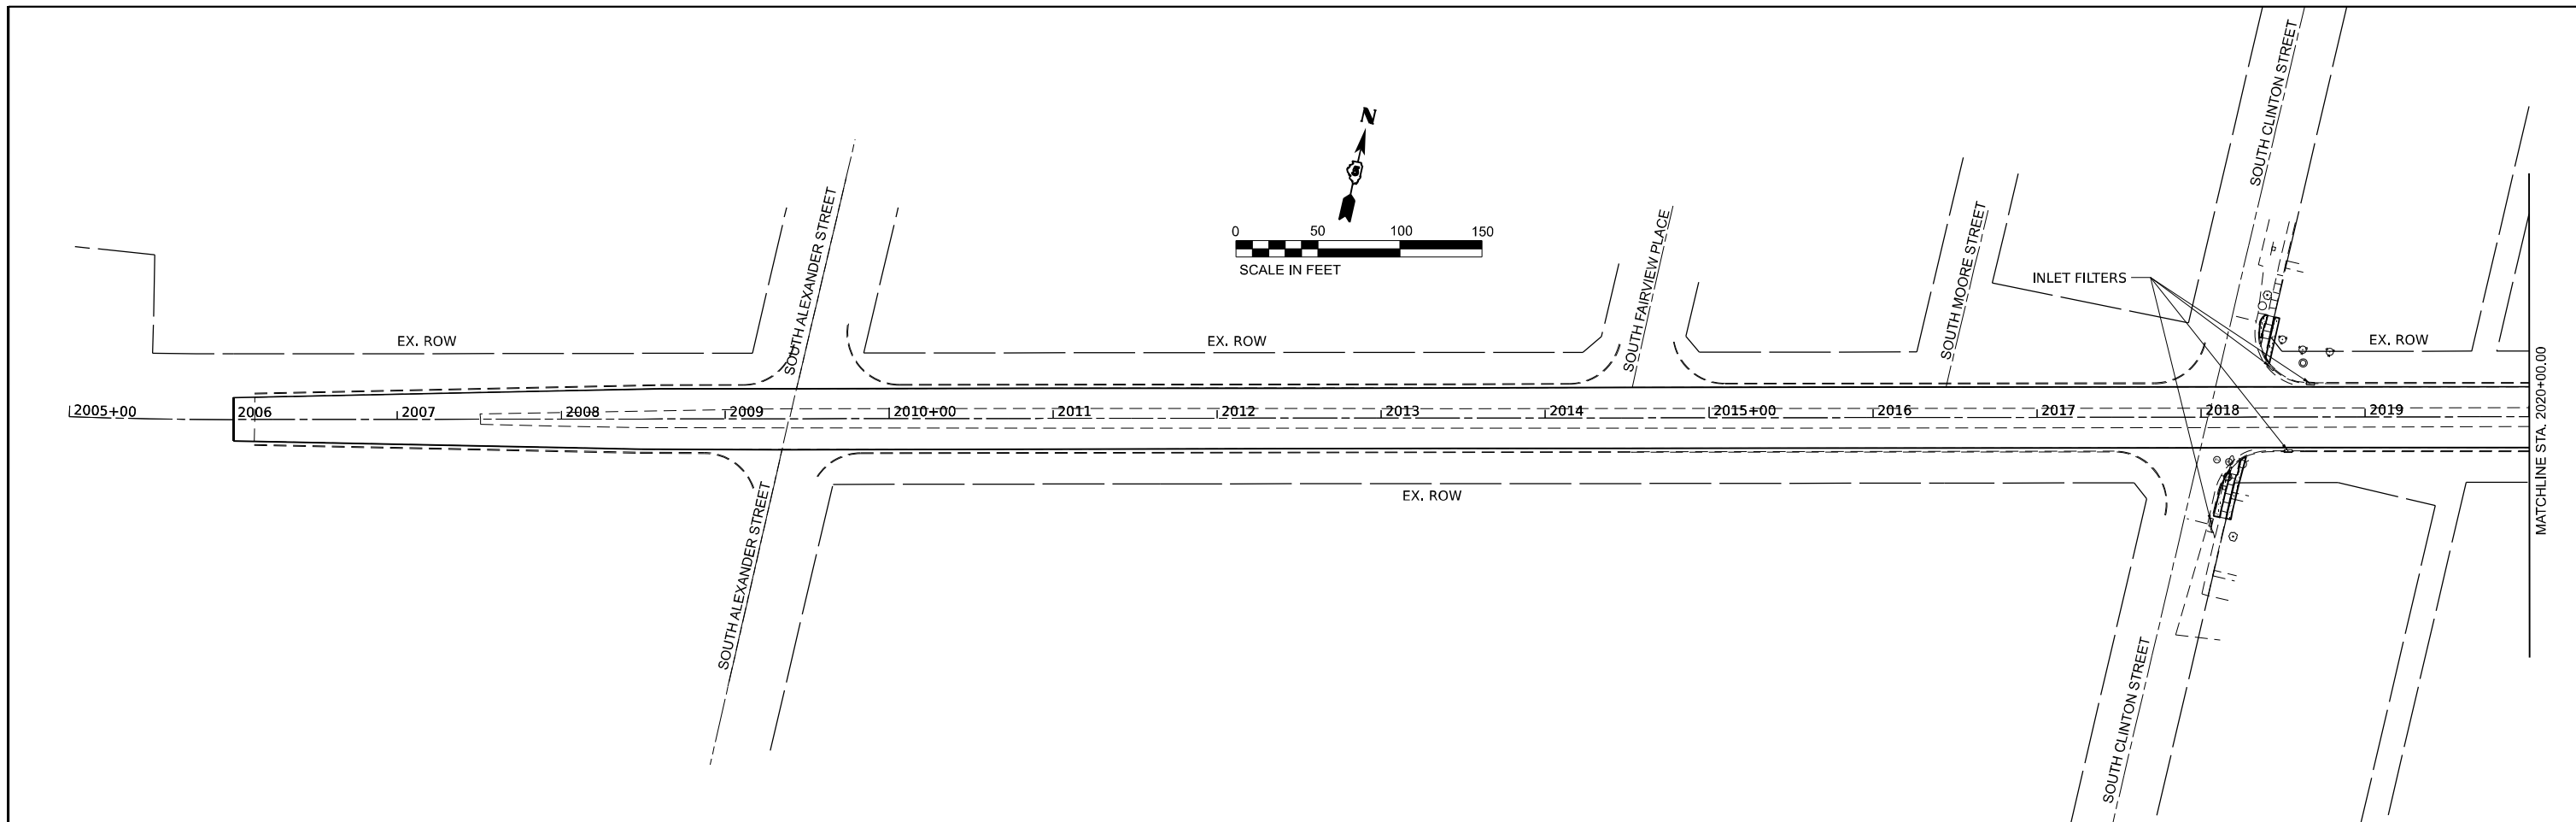 SOUTH CLINTON STREET
N
SOUTH ALEXANDER STREET
SOUTH FAIRVIEW PLACE
SOUTH MOORE STREET
0 50 100 150
SCALE IN FEET
INLET FILTERS
EX. ROW
EX. ROW
EX. ROW
2005+00 2006 2007 2008 2009 2010+00 2011 2012 2013 2014 2015+00 2016 2017 2018 2019
MATCHLINE STA. 2020+00.00
EX. ROW
SOUTH ALEXANDER STREET
SOUTH CLINTON STREET